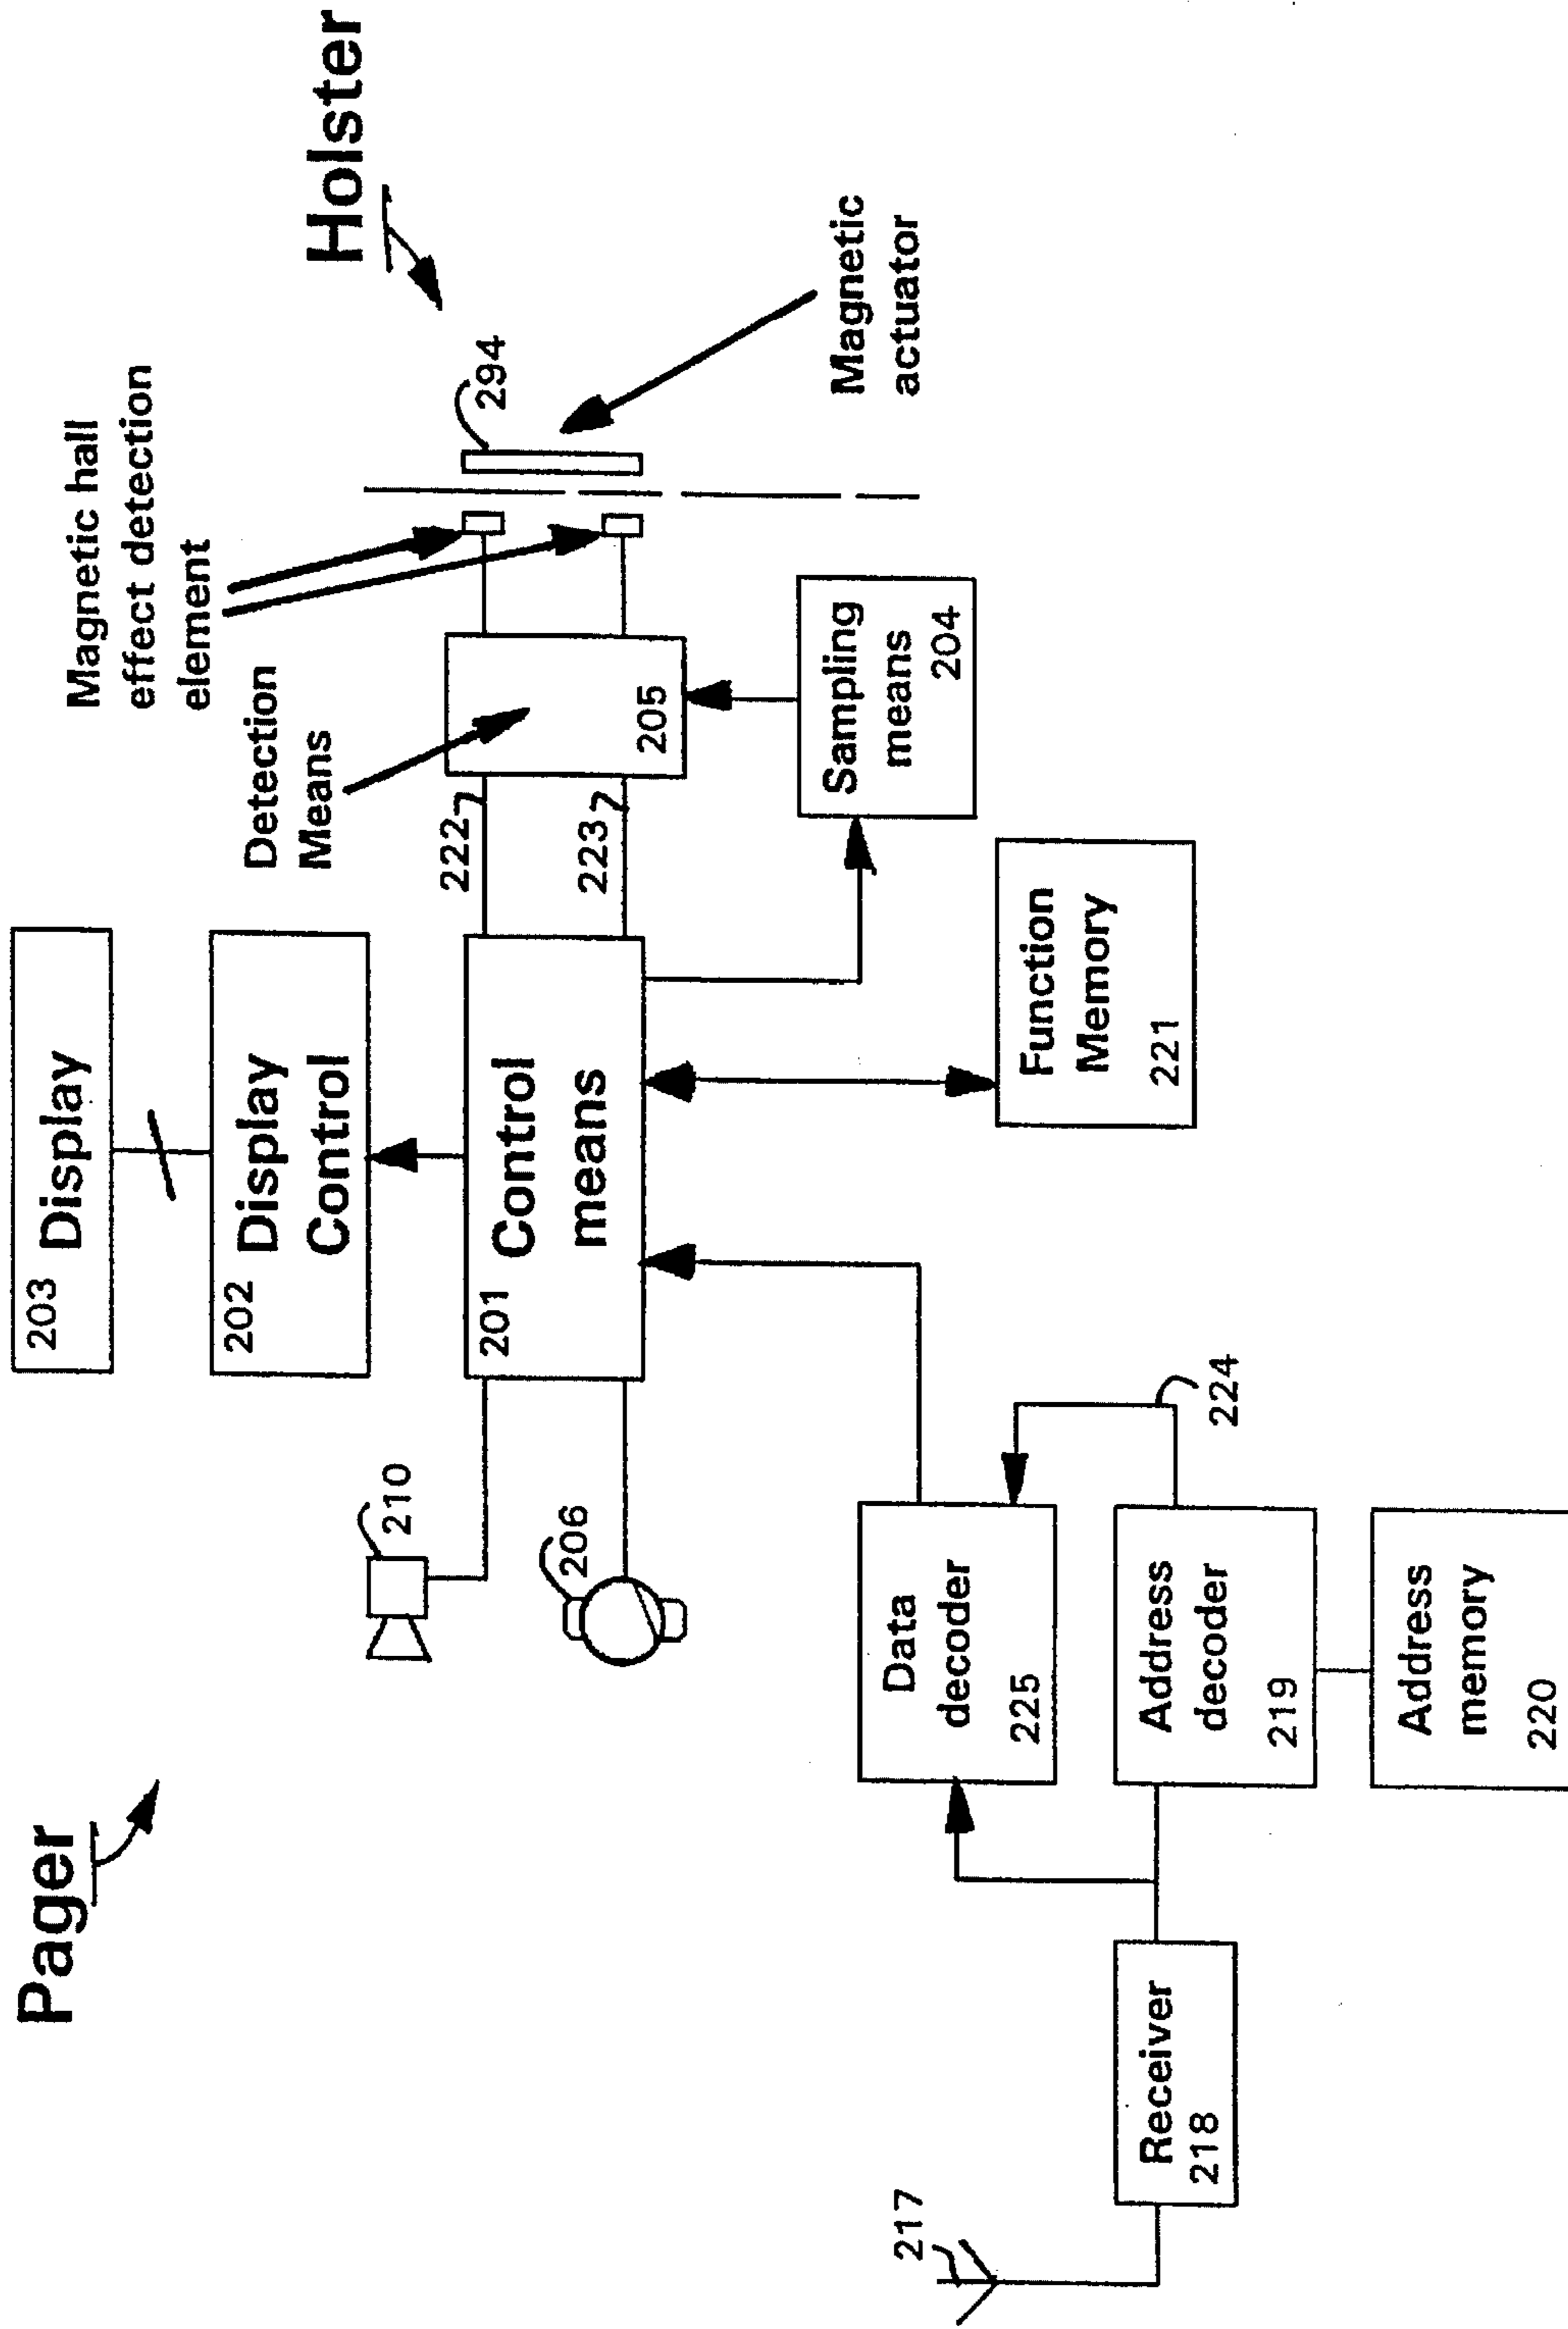 Pager
203 Display
202 Display
Control
201 Control
means
Detection
Means
Magnetic hall
effect detection
element
Holster
294
Magnetic
actuator
222
223
205
Sampling
means
204
Function
Memory
221
210
206
Data
decoder
225
224
Address
decoder
219
Address
memory
220
217
Receiver
218